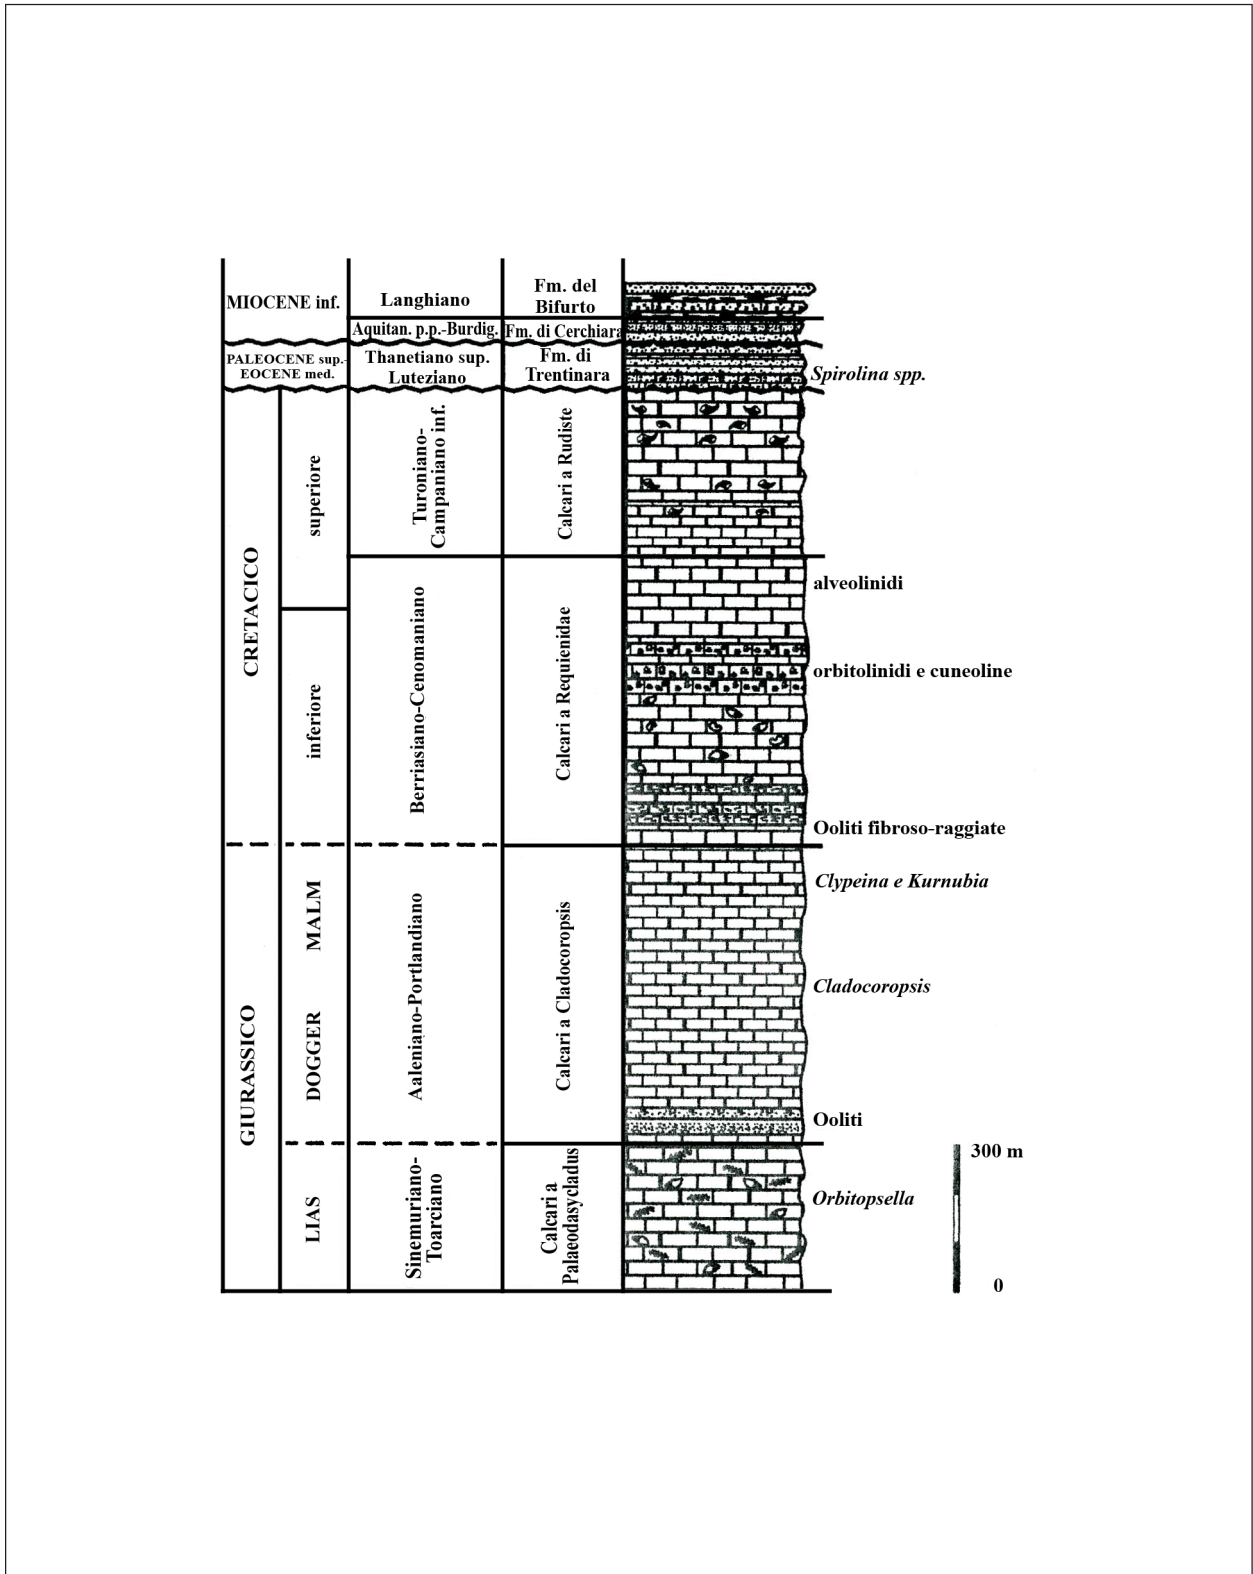 MIOCENE inf.
Langhiano
Fm. del
Bifurto
Aquitan. p.p.-Burdig.
Fm. di Cerchiara
PALEOCENE sup.-
EOCENE med.
Thanetiano sup.
Luteziano
Fm. di
Trentinara
Spirolina spp.
CRETACICO
superiore
Turoniano-
Campaniano inf.
Calcari a Rudiste
alveolinidi
inferiore
Berriasiano-Cenomaniano
Calcari a Requienidae
orbitolinidi e cuneoline
Ooliti fibroso-raggiate
GIURASSICO
MALM
DOGGER
Aaleniano-Portlandiano
Calcari a Cladocoropsis
Clypeina e Kurnubia
Cladocoropsis
Ooliti
LIAS
Sinemuriano-
Toarciano
Calcari a
Palaeodasycladus
Orbitopsella
300 m
0